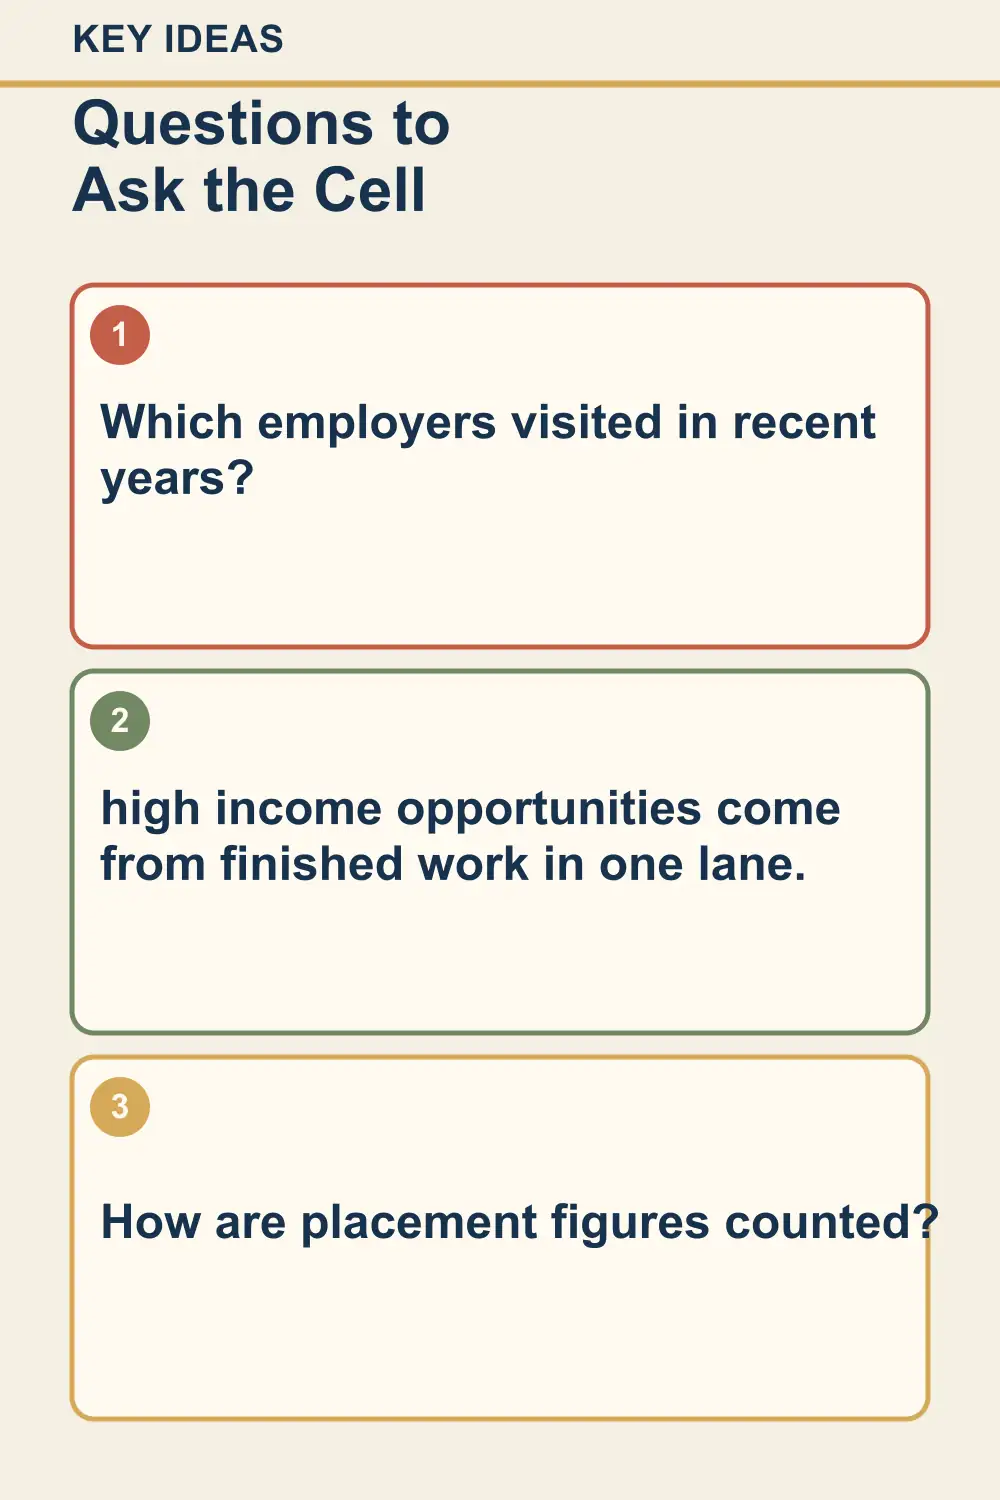 KEY IDEAS
Questions to
Ask the Cell
1
Which employers visited in recent
years?
2
high income opportunities come
from finished work in one lane.
3
How are placement figures counted?